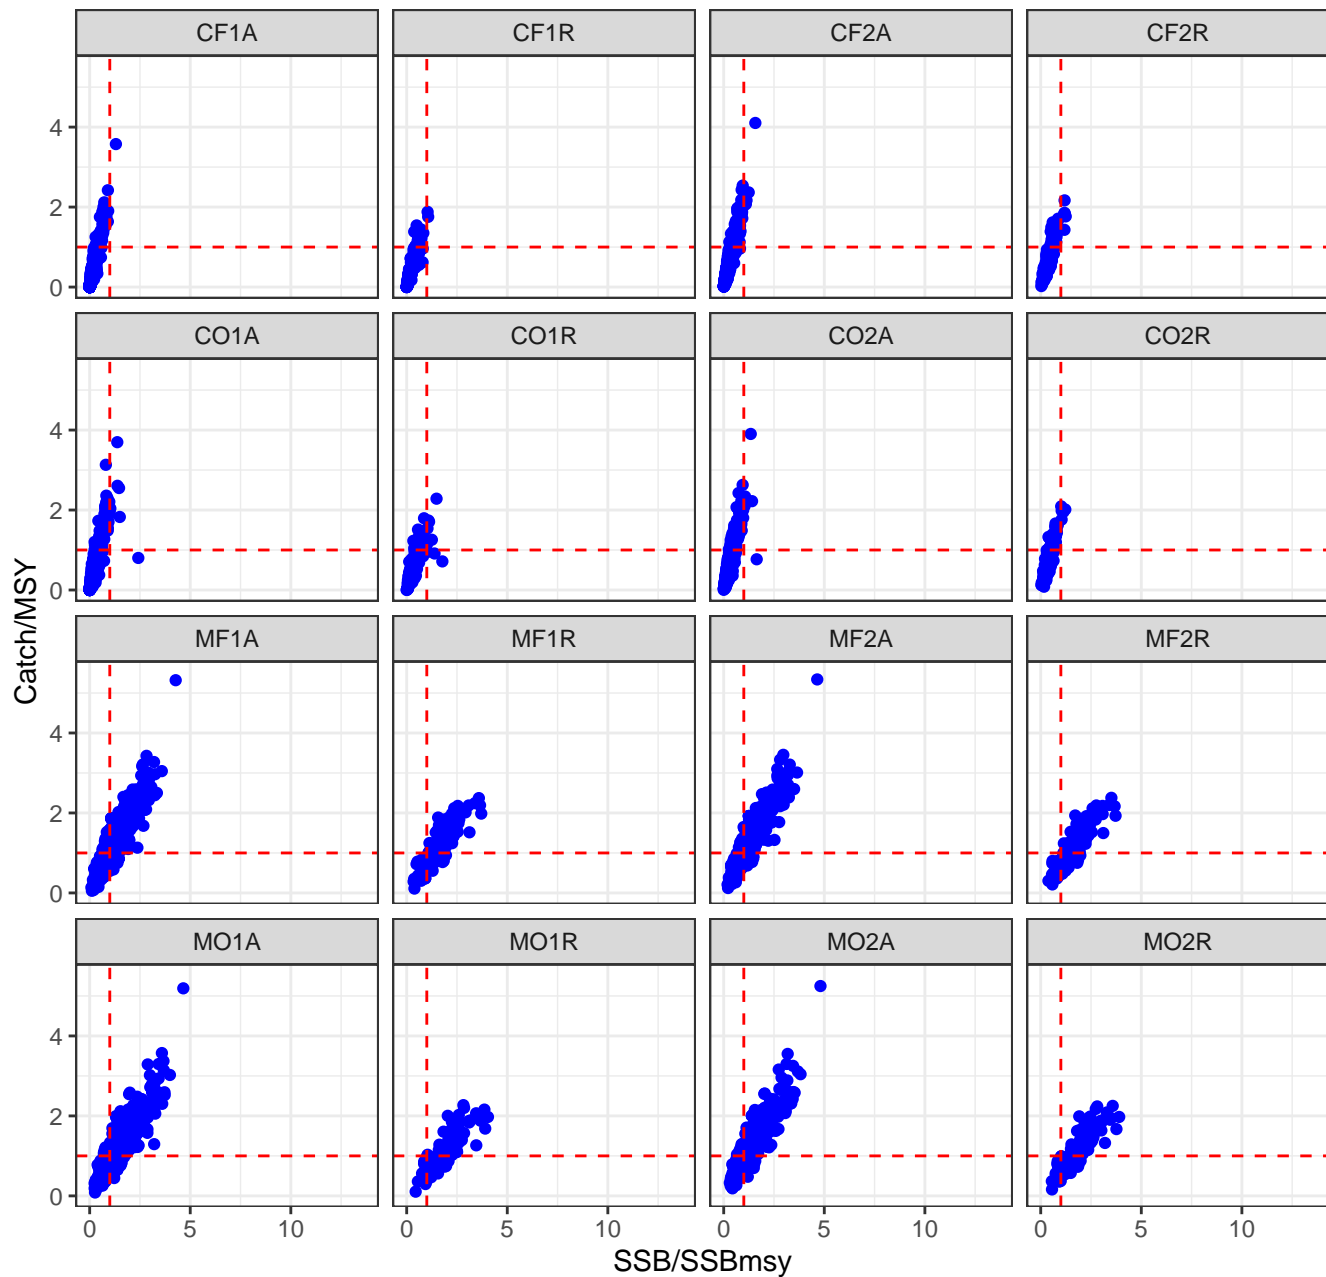 CF1A CF1R CF2A CF2R
4
2
0
CO1A CO1R CO2A CO2R
4
2
0
MF1A MF1R MF2A MF2R
4
2
0
MO1A MO1R MO2A MO2R
4
2
0
0 5 10 0 5 10 0 5 10 0 5 10
SSB/SSBmsy
Catch/MSY